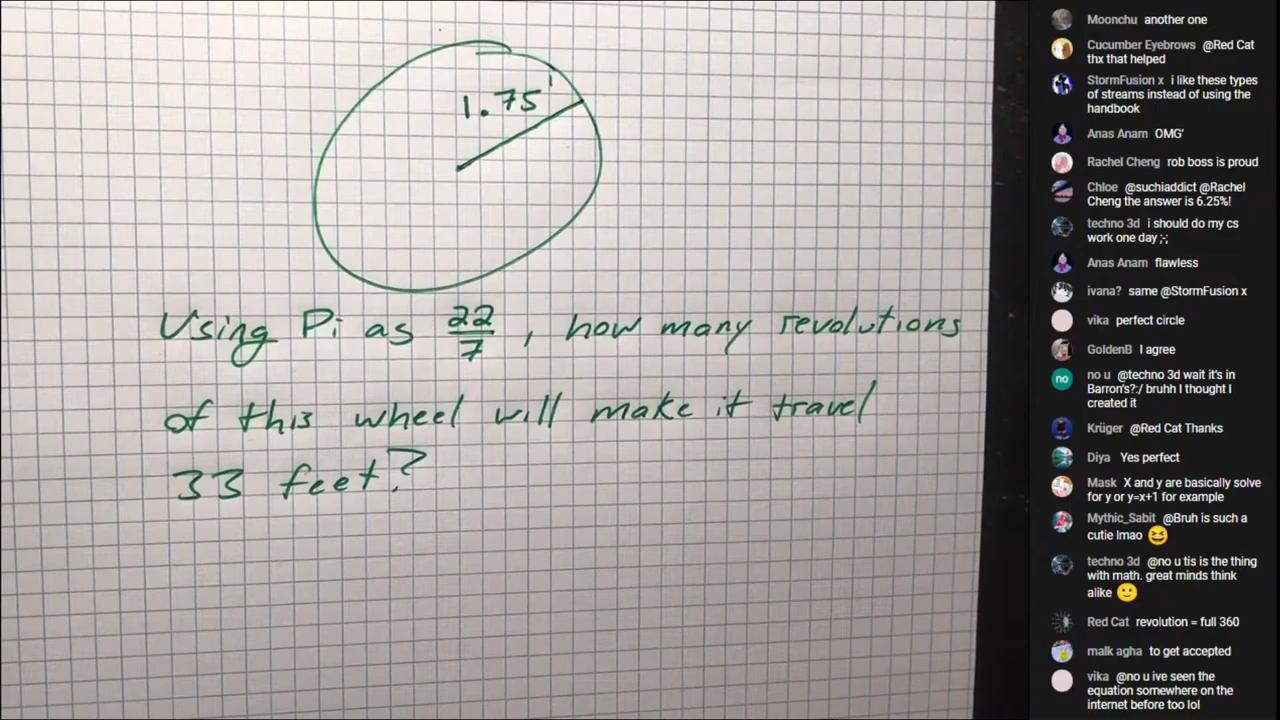 1.75'
Using Pi as 22/7, how many revolutions
of this wheel will make it travel
33 feet?
Moonchu another one
Cucumber Eyebrows @Red Cat
thx that helped
StormFusion x i like these types
of streams instead of using the
handbook
Anas Anam OMG'
Rachel Cheng rob boss is proud
Chloe @suchiaddict @Rachel
Cheng the answer is 6.25%!
techno 3d i should do my cs
work one day ;-;
Anas Anam flawless
ivana? same @StormFusion x
vika perfect circle
GoldenB I agree
no
no u @techno 3d wait it's in
Barron's?:/ bruhh I thought I
created it
Krüger @Red Cat Thanks
Diya Yes perfect
Mask X and y are basically solve
for y or y=x+1 for example
Mythic_Sabit @Bruh is such a
cutie lmao 😆
techno 3d @no u tis is the thing
with math. great minds think
alike 🙂
Red Cat revolution = full 360
malk agha to get accepted
vika @no u ive seen the
equation somewhere on the
internet before too lol